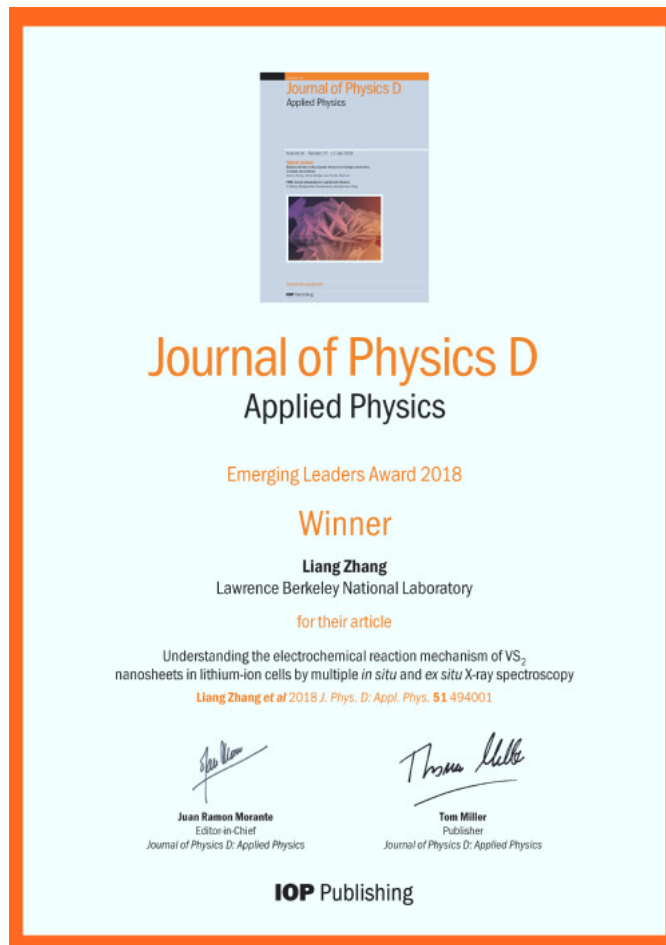 Journal of Physics D
Applied Physics
IOP Publishing
Journal of Physics D
Applied Physics
Emerging Leaders Award 2018
Winner
Liang Zhang
Lawrence Berkeley National Laboratory
for their article
Understanding the electrochemical reaction mechanism of VS₂
nanosheets in lithium-ion cells by multiple in situ and ex situ X-ray spectroscopy
Liang Zhang et al 2018 J. Phys. D: Appl. Phys. 51 494001
Juan Ramon Morante
Editor-in-Chief
Journal of Physics D: Applied Physics
Thomas Miller
Tom Miller
Publisher
Journal of Physics D: Applied Physics
IOP Publishing